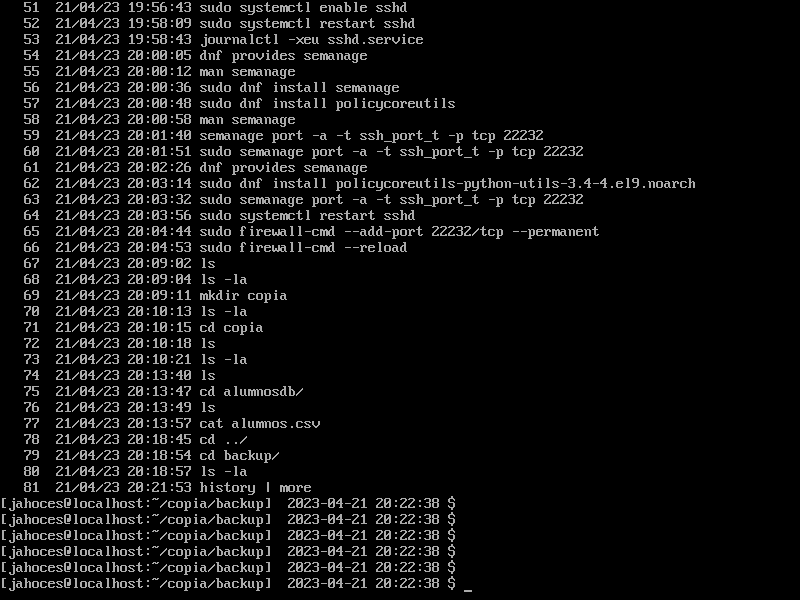 51  21/04/23 19:56:43 sudo systemctl enable sshd
52  21/04/23 19:58:09 sudo systemctl restart sshd
53  21/04/23 19:58:43 journalctl -xeu sshd.service
54  21/04/23 20:00:05 dnf provides semanage
55  21/04/23 20:00:12 man semanage
56  21/04/23 20:00:36 sudo dnf install semanage
57  21/04/23 20:00:48 sudo dnf install policycoreutils
58  21/04/23 20:00:58 man semanage
59  21/04/23 20:01:40 semanage port -a -t ssh_port_t -p tcp 22232
60  21/04/23 20:01:51 sudo semanage port -a -t ssh_port_t -p tcp 22232
61  21/04/23 20:02:26 dnf provides semanage
62  21/04/23 20:03:14 sudo dnf install policycoreutils-python-utils-3.4-4.el9.noarch
63  21/04/23 20:03:32 sudo semanage port -a -t ssh_port_t -p tcp 22232
64  21/04/23 20:03:56 sudo systemctl restart sshd
65  21/04/23 20:04:44 sudo firewall-cmd --add-port 22232/tcp --permanent
66  21/04/23 20:04:53 sudo firewall-cmd --reload
67  21/04/23 20:09:02 ls
68  21/04/23 20:09:04 ls -la
69  21/04/23 20:09:11 mkdir copia
70  21/04/23 20:10:13 ls -la
71  21/04/23 20:10:15 cd copia
72  21/04/23 20:10:18 ls
73  21/04/23 20:10:21 ls -la
74  21/04/23 20:13:40 ls
75  21/04/23 20:13:47 cd alumnosdb/
76  21/04/23 20:13:49 ls
77  21/04/23 20:13:57 cat alumnos.csv
78  21/04/23 20:18:45 cd ../
79  21/04/23 20:18:54 cd backup/
80  21/04/23 20:18:57 ls -la
81  21/04/23 20:21:53 history | more
[jahoces@localhost:~/copia/backup]  2023-04-21 20:22:38 $
[jahoces@localhost:~/copia/backup]  2023-04-21 20:22:38 $
[jahoces@localhost:~/copia/backup]  2023-04-21 20:22:38 $
[jahoces@localhost:~/copia/backup]  2023-04-21 20:22:38 $
[jahoces@localhost:~/copia/backup]  2023-04-21 20:22:38 $
[jahoces@localhost:~/copia/backup]  2023-04-21 20:22:38 $ _